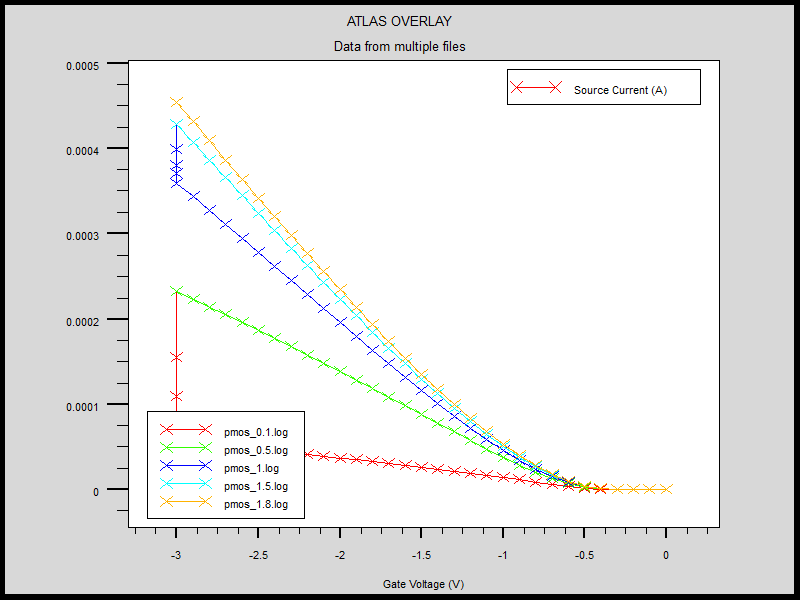 ATLAS OVERLAY
Data from multiple files
Source Current (A)
0.0005
0.0004
0.0003
0.0002
0.0001
0
pmos_0.1.log
pmos_0.5.log
pmos_1.log
pmos_1.5.log
pmos_1.8.log
-3 -2.5 -2 -1.5 -1 -0.5 0
Gate Voltage (V)